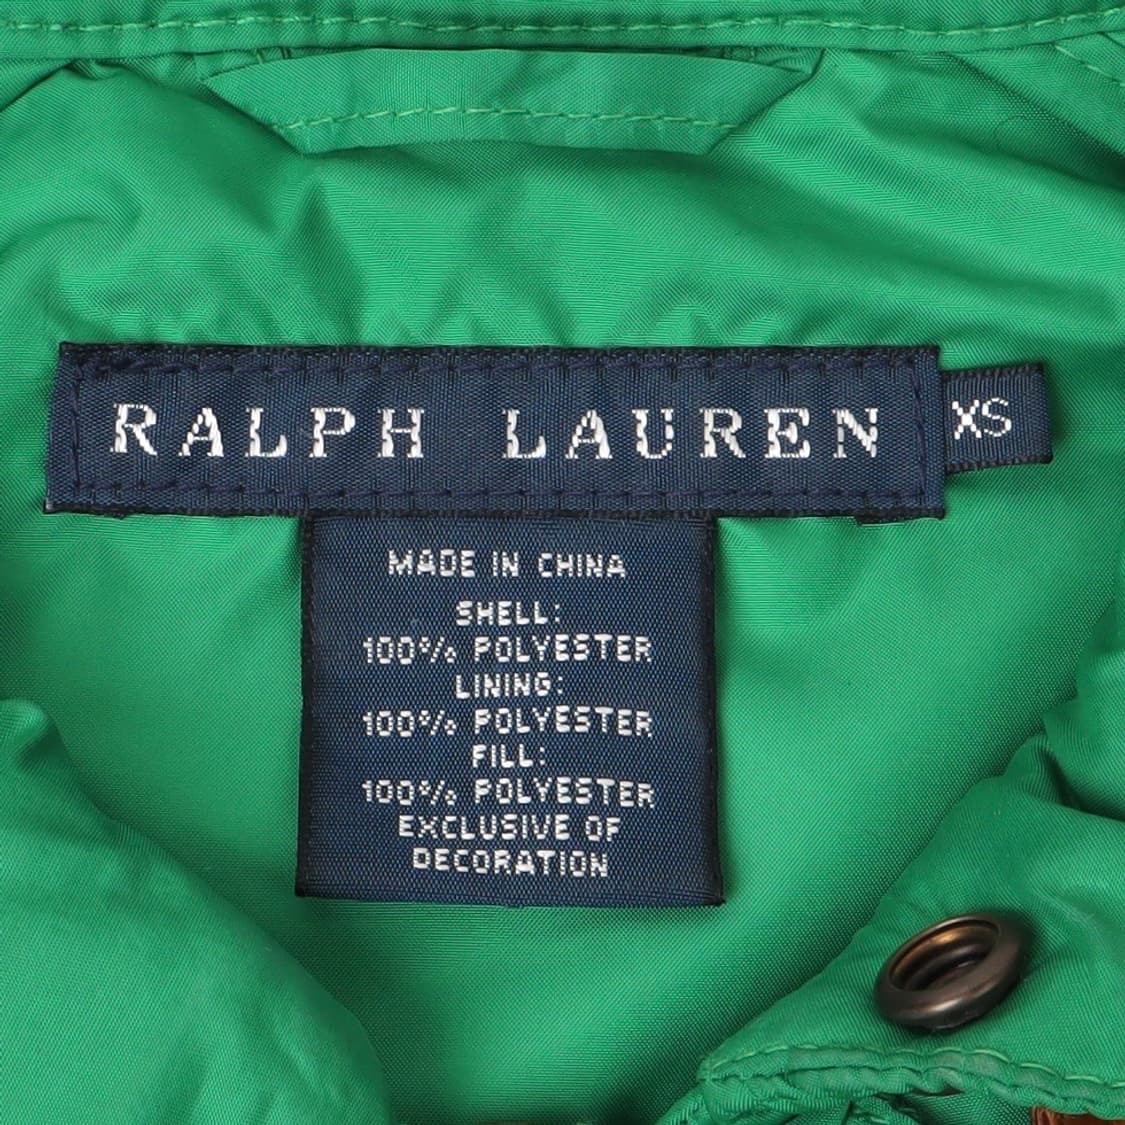 RALPH LAUREN
XS
MADE IN CHINA
SHELL:
100% POLYESTER
LINING:
100% POLYESTER
FILL:
100% POLYESTER
EXCLUSIVE OF
DECORATION